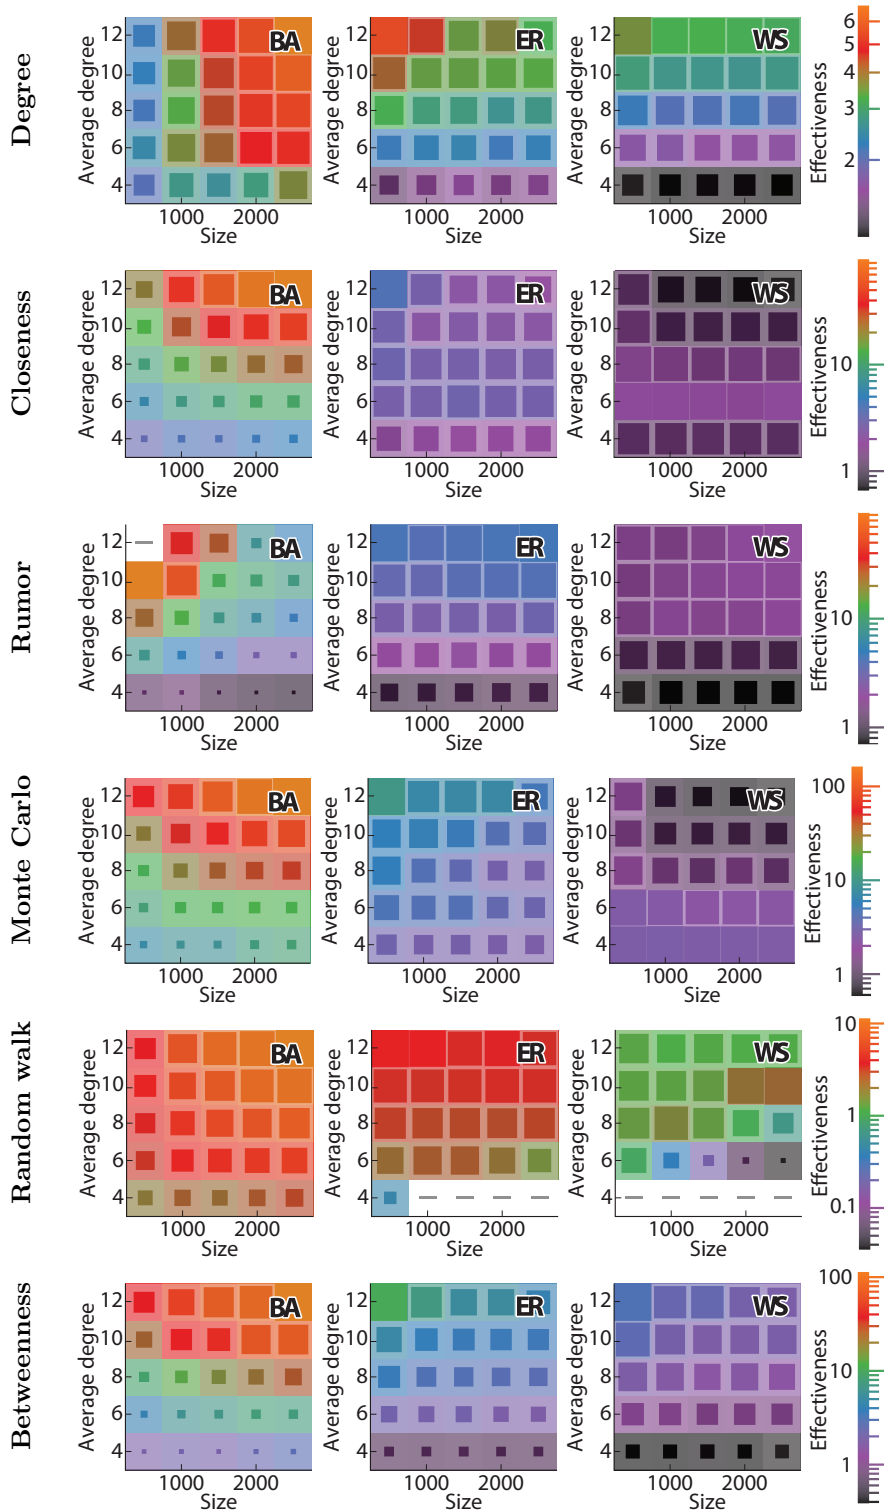 Degree
Average degree
12
10
8
6
4
BA
1000 2000
Size
Average degree
12
10
8
6
4
ER
1000 2000
Size
Average degree
12
10
8
6
4
WS
1000 2000
Size
Effectiveness
6
5
4
3
2
Closeness
Average degree
12
10
8
6
4
BA
1000 2000
Size
Average degree
12
10
8
6
4
ER
1000 2000
Size
Average degree
12
10
8
6
4
WS
1000 2000
Size
Effectiveness
10
1
Rumor
Average degree
12
10
8
6
4
BA
1000 2000
Size
Average degree
12
10
8
6
4
ER
1000 2000
Size
Average degree
12
10
8
6
4
WS
1000 2000
Size
Effectiveness
10
1
Monte Carlo
Average degree
12
10
8
6
4
BA
1000 2000
Size
Average degree
12
10
8
6
4
ER
1000 2000
Size
Average degree
12
10
8
6
4
WS
1000 2000
Size
Effectiveness
100
10
1
Random walk
Average degree
12
10
8
6
4
BA
1000 2000
Size
Average degree
12
10
8
6
4
ER
1000 2000
Size
Average degree
12
10
8
6
4
WS
1000 2000
Size
Effectiveness
10
1
0.1
Betweenness
Average degree
12
10
8
6
4
BA
1000 2000
Size
Average degree
12
10
8
6
4
ER
1000 2000
Size
Average degree
12
10
8
6
4
WS
1000 2000
Size
Effectiveness
100
10
1